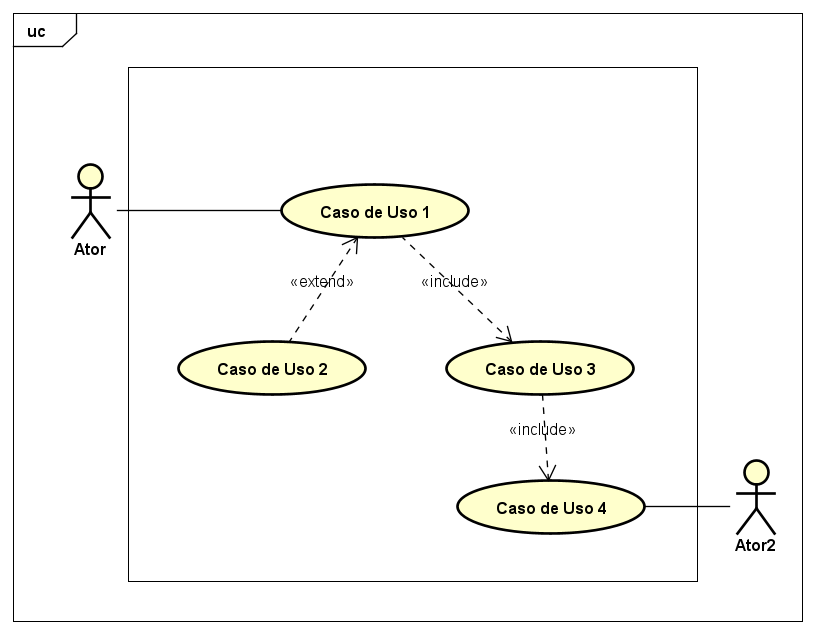 uc
Caso de Uso 1
Ator
«extend»
«include»
Caso de Uso 2
Caso de Uso 3
«include»
Caso de Uso 4
Ator2